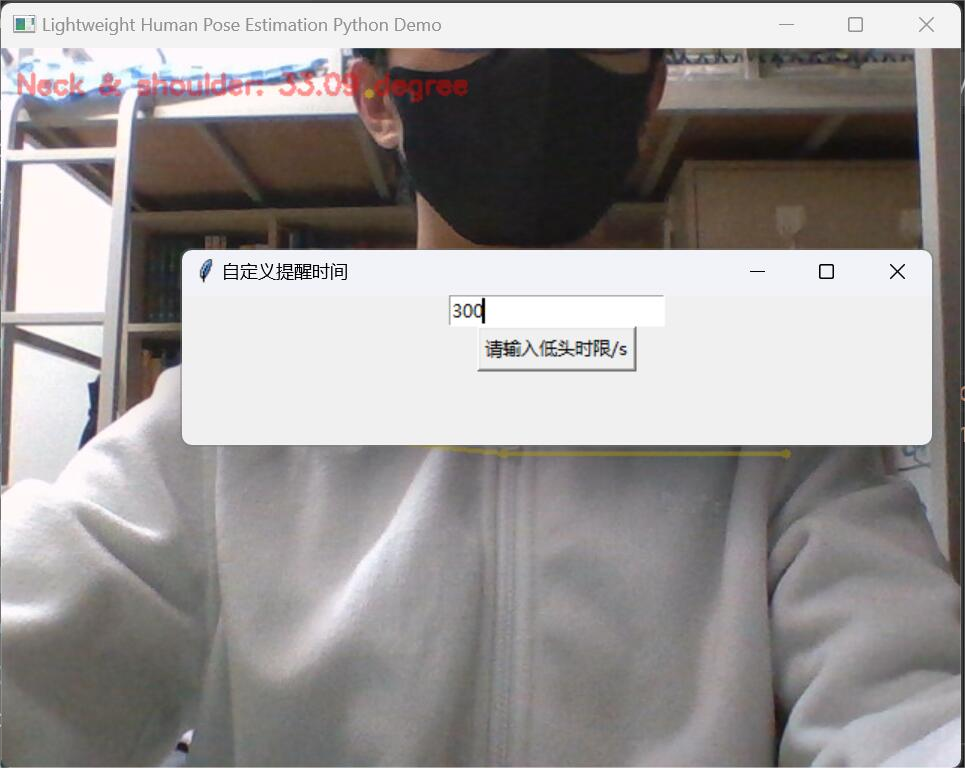 Lightweight Human Pose Estimation Python Demo
Neck & shoulder: 33.09 degree
自定义提醒时间
300
请输入低头时限/s